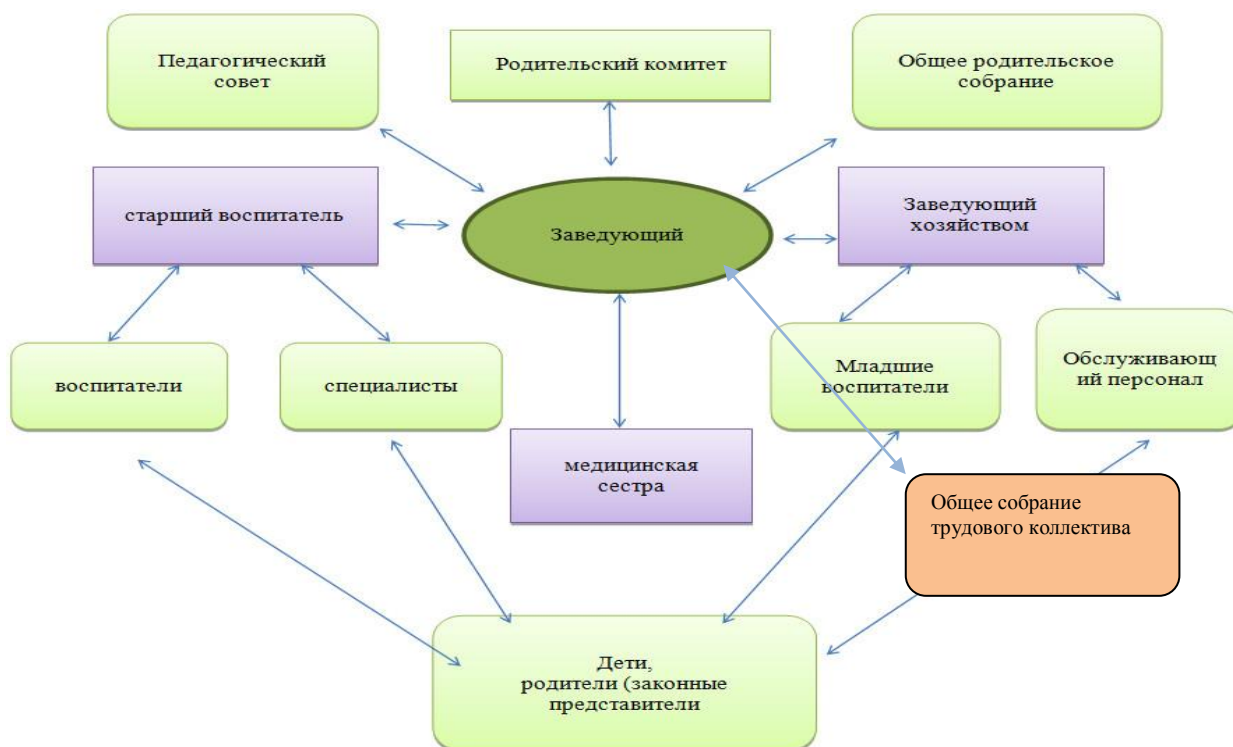 Педагогический
совет
Родительский комитет
Общее родительское
собрание
старший воспитатель
Заведующий
Заведующий
хозяйством
воспитатели
специалисты
Младшие
воспитатели
Обслуживающ
ий персонал
медицинская
сестра
Общее собрание
трудового коллектива
Дети,
родители (законные
представители